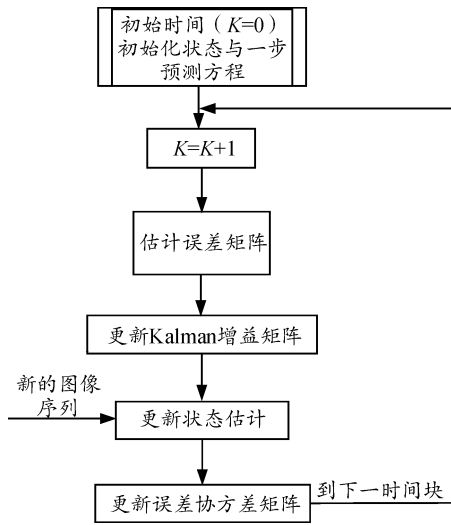 初始时间（K=0）
初始化状态与一步
预测方程
K=K+1
估计误差矩阵
更新Kalman增益矩阵
新的图像
序列
更新状态估计
更新误差协方差矩阵
到下一时间块